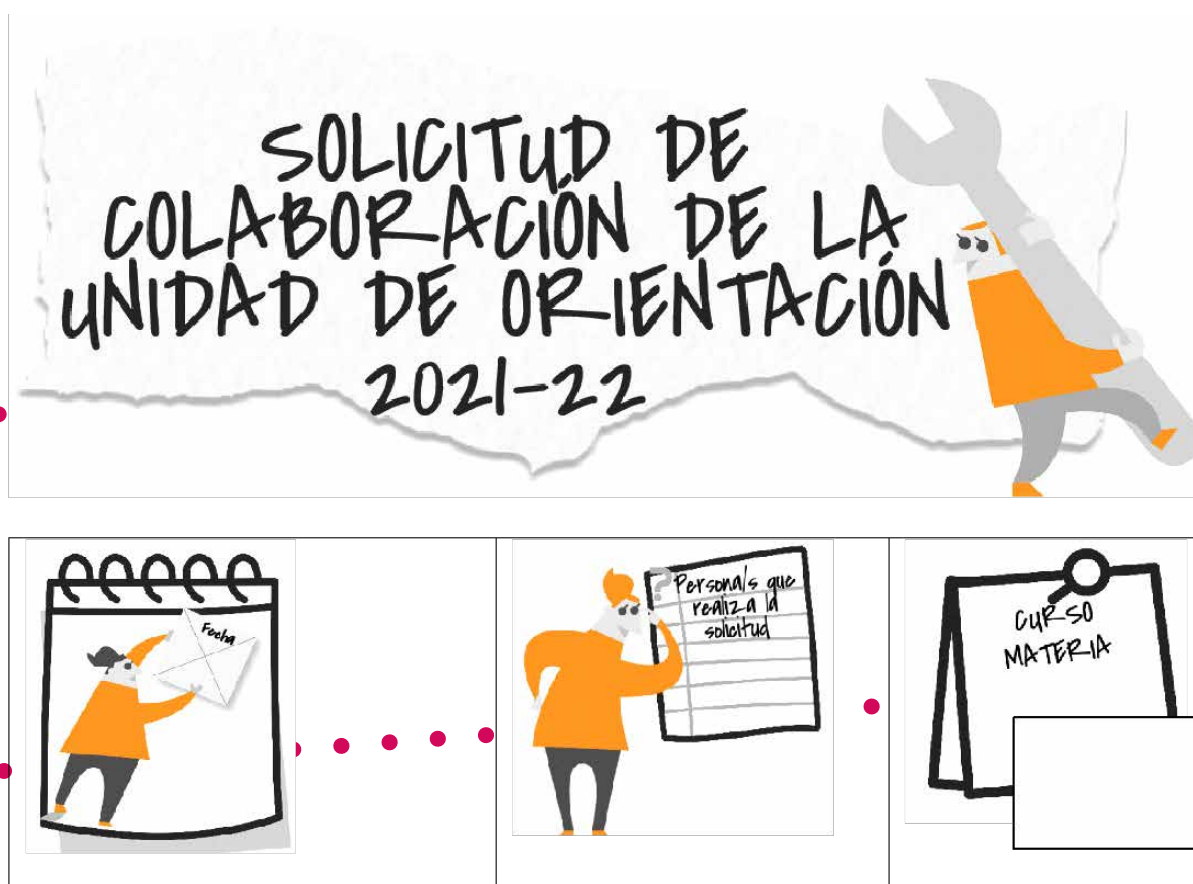 SOLICITUD DE
COLABORACIÓN DE LA
UNIDAD DE ORIENTACIÓN
2021-22
Fecha
Persona/s que
realiza la
solicitud
CURSO
MATERIA